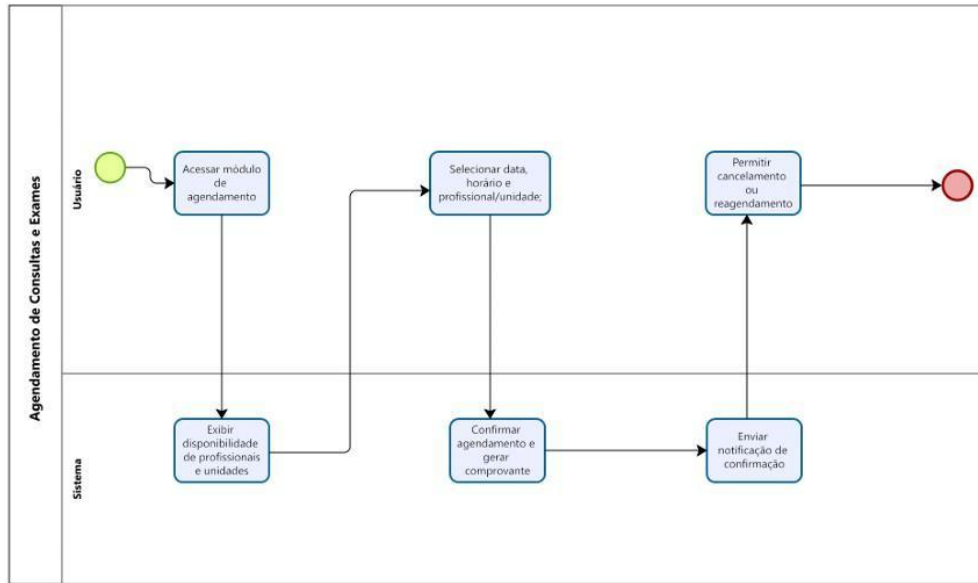 Agendamento de Consultas e Exames
Usuário
Acessar módulo
de
agendamento
Selecionar data,
horário e
profissional/unidade;
Permitir
cancelamento
ou
reagendamento
Sistema
Exibir
disponibilidade
de profissionais
e unidades
Confirmar
agendamento e
gerar
comprovante
Enviar
notificação de
confirmação